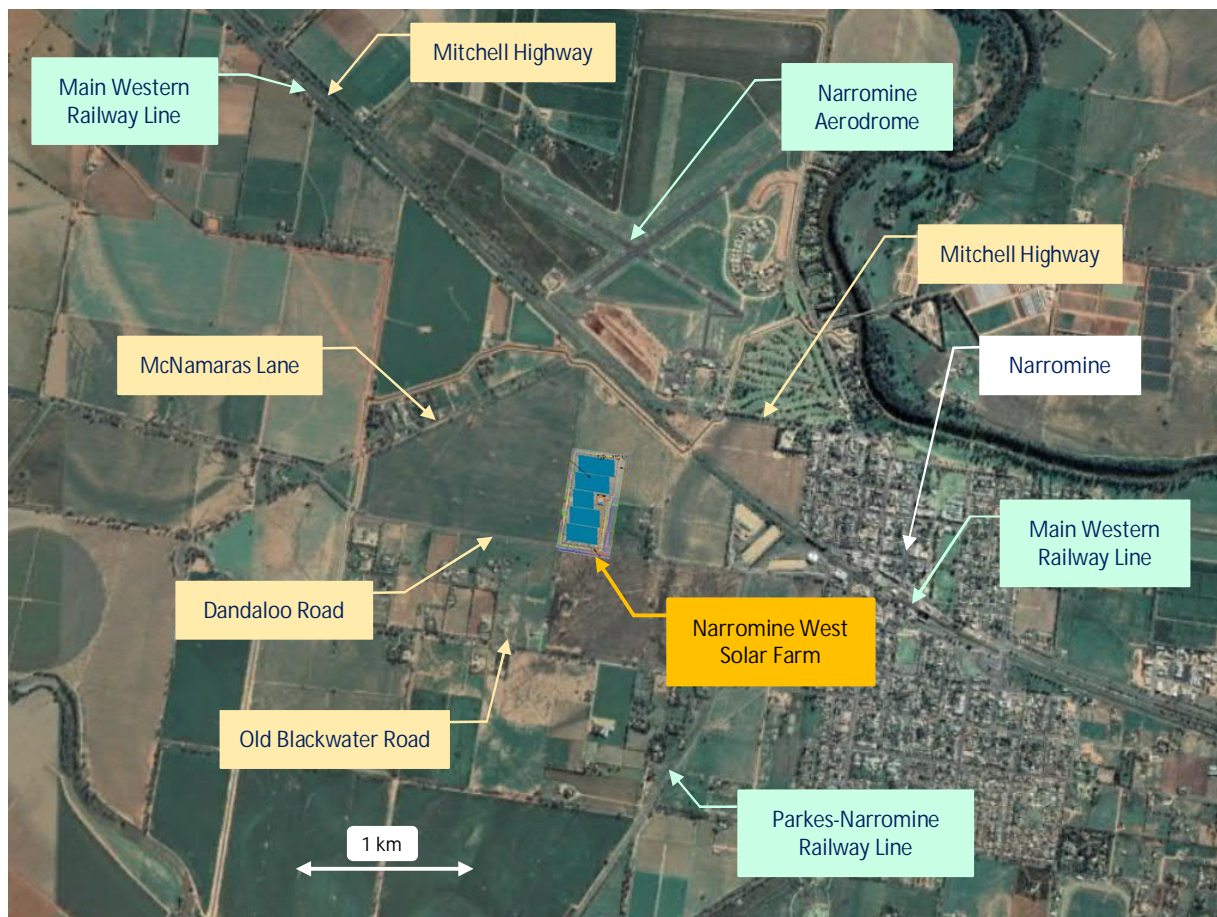 Mitchell Highway
Main Western
Railway Line
Narromine
Aerodrome
Mitchell Highway
McNamaras Lane
Narromine
Main Western
Railway Line
Dandaloo Road
Narromine West
Solar Farm
Old Blackwater Road
Parkes-Narromine
Railway Line
1 km